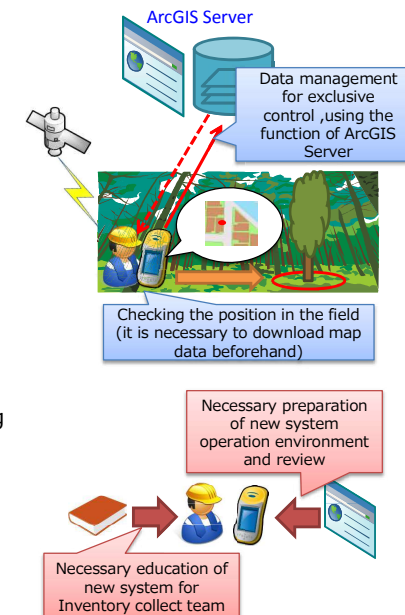 ArcGIS Server
Data management
for exclusive
control ,using the
function of ArcGIS
Server
Checking the position in the field
(it is necessary to download map
data beforehand)
g
Necessary preparation
of new system
operation environment
and review
Necessary education of
new system for
Inventory collect team